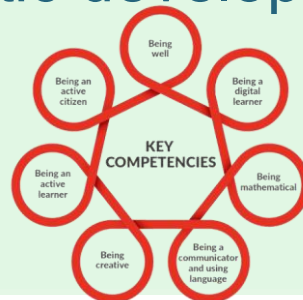 Being
well
Being an
active
citizen
Being a
digital
learner
KEY
COMPETENCIES
Being an
active
learner
Being
mathematical
Being
creative
Being a
communicator
and using
language